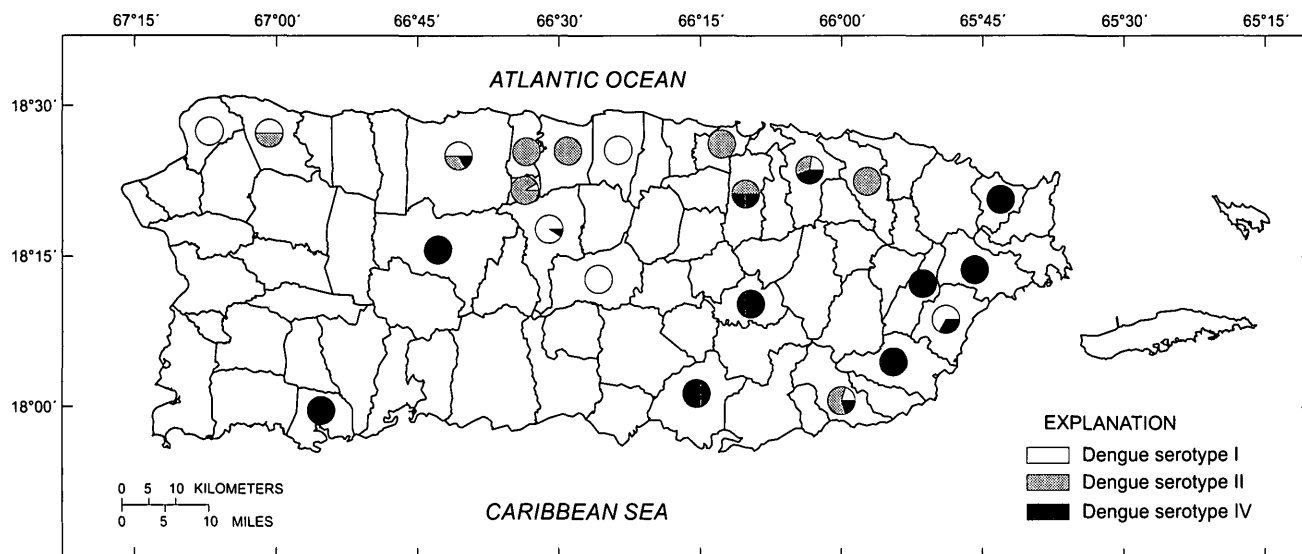 67°15´ 67°00´ 66°45´ 66°30´ 66°15´ 66°00´ 65°45´ 65°30´ 65°15´
ATLANTIC OCEAN
18°30´
18°15´
18°00´
EXPLANATION
Dengue serotype I
Dengue serotype II
Dengue serotype IV
0 5 10 KILOMETERS
0 5 10 MILES
CARIBBEAN SEA